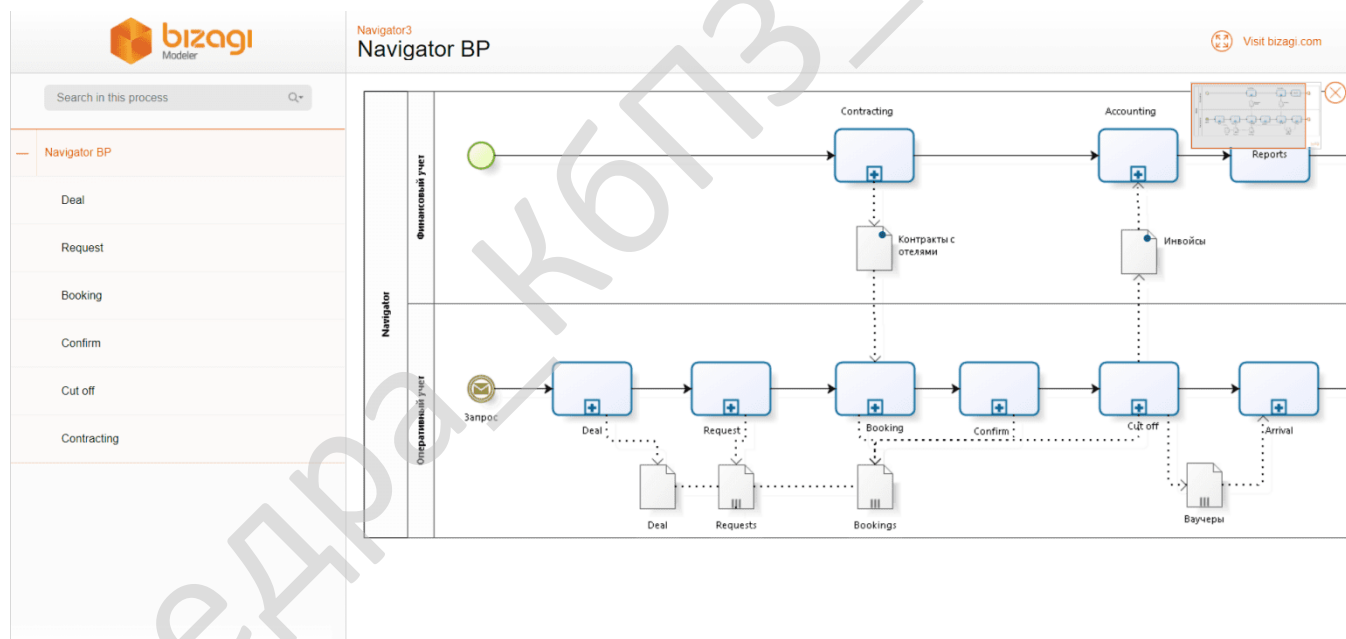 bizagi
Modeler
Navigator3
Navigator BP
Visit bizagi.com
Search in this process
Navigator BP
Deal
Request
Booking
Confirm
Cut off
Contracting
Navigator
Финансовый учет
Contracting
Accounting
Reports
Контракты с
отелями
Инвойсы
Оперативный учет
Запрос
Deal
Request
Booking
Confirm
Cut off
Arrival
Deal
Requests
Bookings
Ваучеры
едра_КбПЗ_